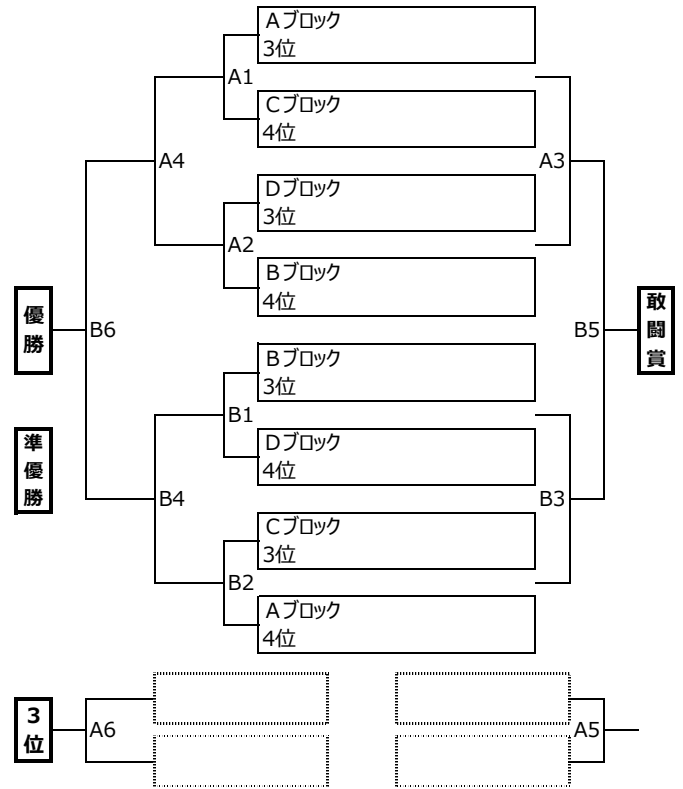 Aブロック
3位
A1
Cブロック
4位
A4
A3
Dブロック
3位
A2
Bブロック
4位
優勝
B6
B5
敢闘賞
Bブロック
3位
B1
Dブロック
4位
準優勝
B4
B3
Cブロック
3位
B2
Aブロック
4位
3位
A6
A5